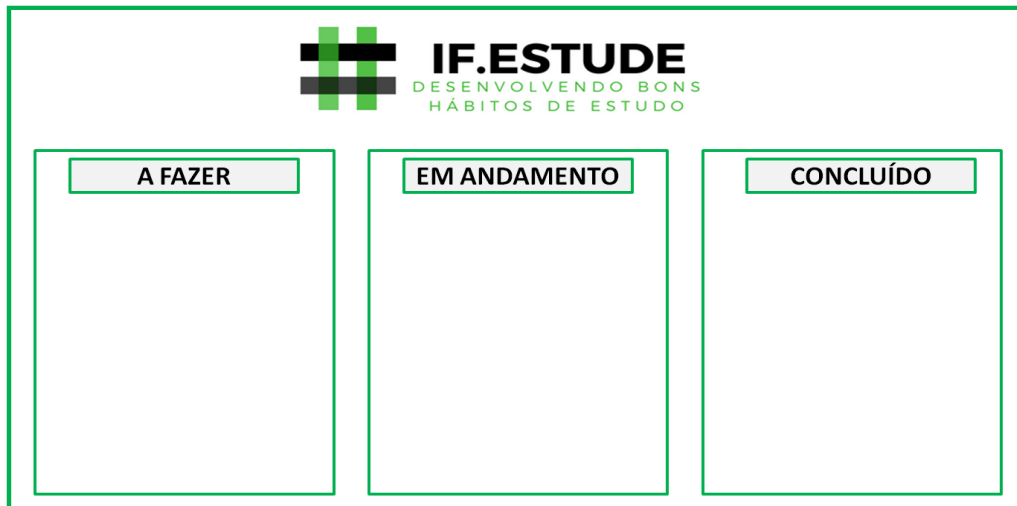 IF.ESTUDE
DESENVOLVENDO BONS
HÁBITOS DE ESTUDO
A FAZER
EM ANDAMENTO
CONCLUÍDO